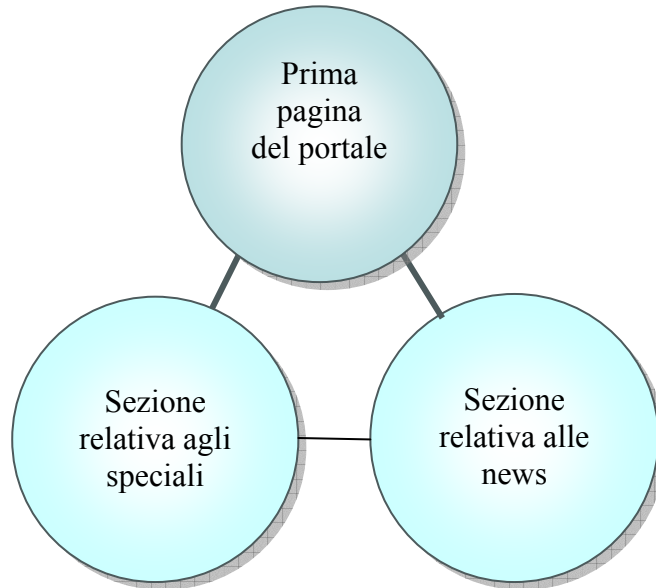 Prima
pagina
del portale
Sezione
relativa agli
speciali
Sezione
relativa alle
news